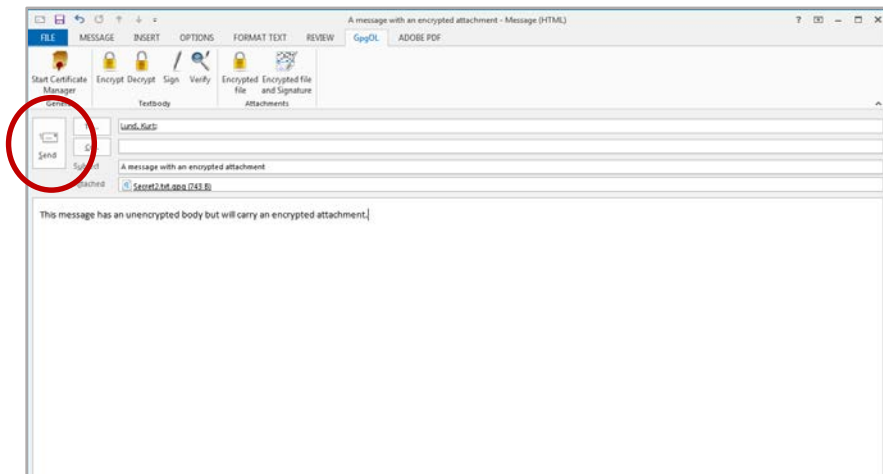 A message with an encrypted attachment - Message (HTML)
FILE MESSAGE INSERT OPTIONS FORMAT TEXT REVIEW GpgOL ADOBE PDF
Start Certificate Manager
Encrypt Decrypt Sign Verify
Encrypted file
Encrypted file and Signature
General Textbody Attachments
Send
To...
Lund, Kurt;
Cc...
Subject A message with an encrypted attachment
Attached Secret2.txt.gpg (743 B)
This message has an unencrypted body but will carry an encrypted attachment.